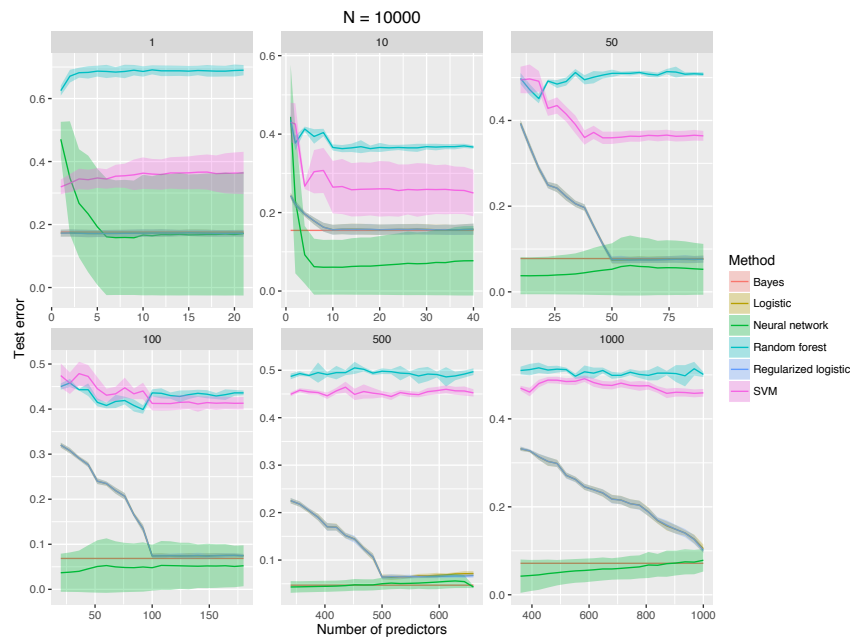 N = 10000
1
10
50
0.6
0.4
0.2
0.0
0 5 10 15 20
0.6
0.4
0.2
0.0
0 10 20 30 40
0.4
0.2
0.0
25 50 75
Test error
100
500
1000
0.5
0.4
0.3
0.2
0.1
0.0
50 100 150
0.5
0.4
0.3
0.2
0.1
400 500 600
0.4
0.2
0.0
400 600 800 1000
Number of predictors
Method
Bayes
Logistic
Neural network
Random forest
Regularized logistic
SVM